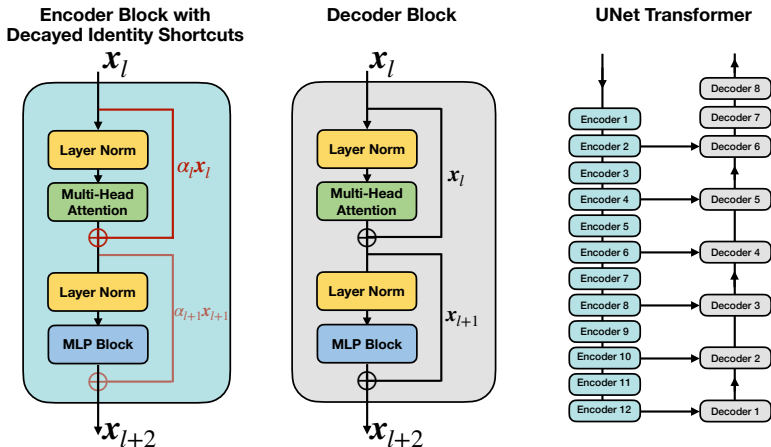 Encoder Block with
Decayed Identity Shortcuts
x_l
Layer Norm
α_l x_l
Multi-Head
Attention
Layer Norm
α_{l+1} x_{l+1}
MLP Block
x_{l+2}
Decoder Block
x_l
Layer Norm
x_l
Multi-Head
Attention
Layer Norm
x_{l+1}
MLP Block
x_{l+2}
UNet Transformer
Encoder 1
Encoder 2
Encoder 3
Encoder 4
Encoder 5
Encoder 6
Encoder 7
Encoder 8
Encoder 9
Encoder 10
Encoder 11
Encoder 12
Decoder 8
Decoder 7
Decoder 6
Decoder 5
Decoder 4
Decoder 3
Decoder 2
Decoder 1